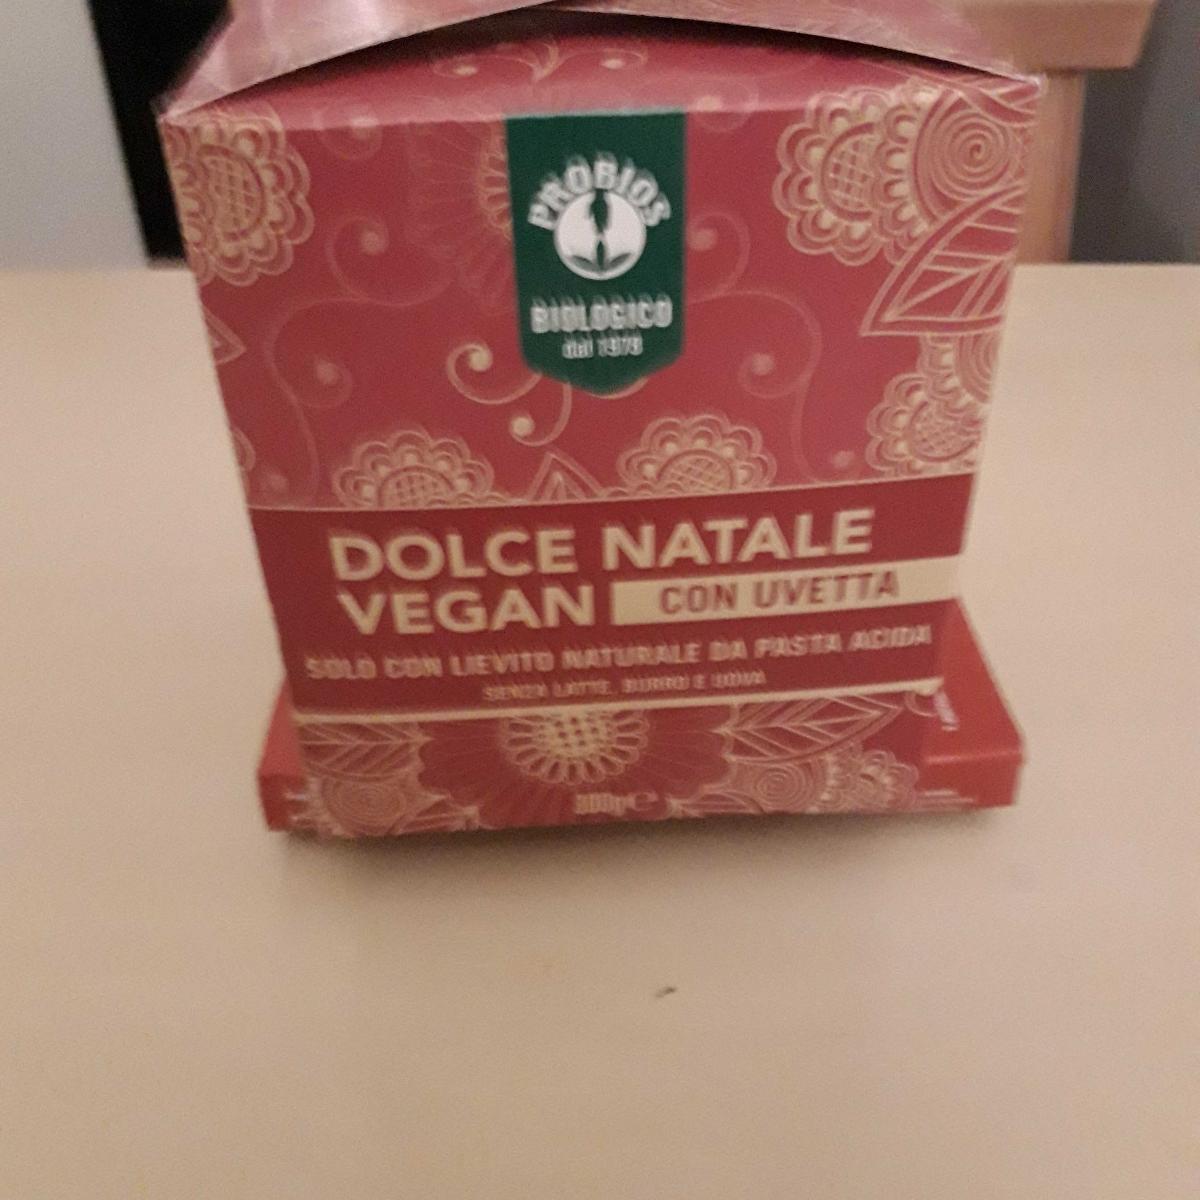 PROBIOS
BIOLOGICO
dal 1978
DOLCE NATALE
VEGAN CON UVETTA
SOLO CON LIEVITO NATURALE DA PASTA ACIDA
SENZA LATTE, BURRO E UOVA